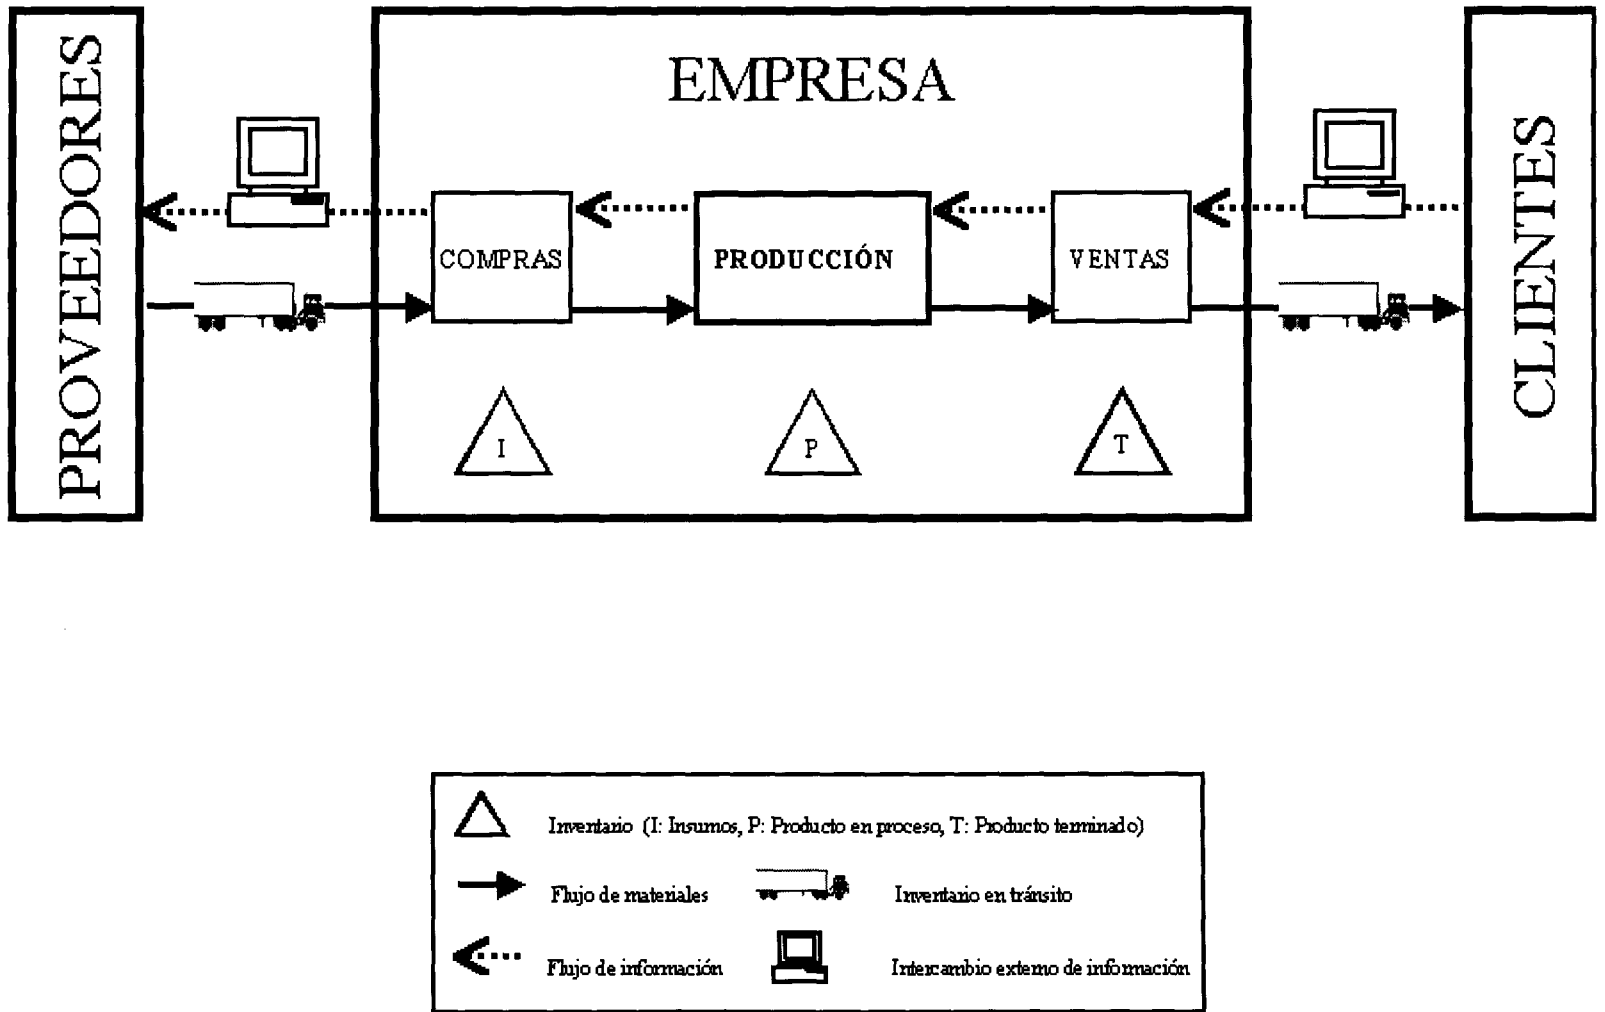 PROVEEDORES
EMPRESA
CLIENTES
COMPRAS
PRODUCCIÓN
VENTAS
I
P
T
Inventario (I: Insumos, P: Producto en proceso, T: Producto terminado)
Flujo de materiales
Inventario en tránsito
Flujo de información
Intercambio externo de información